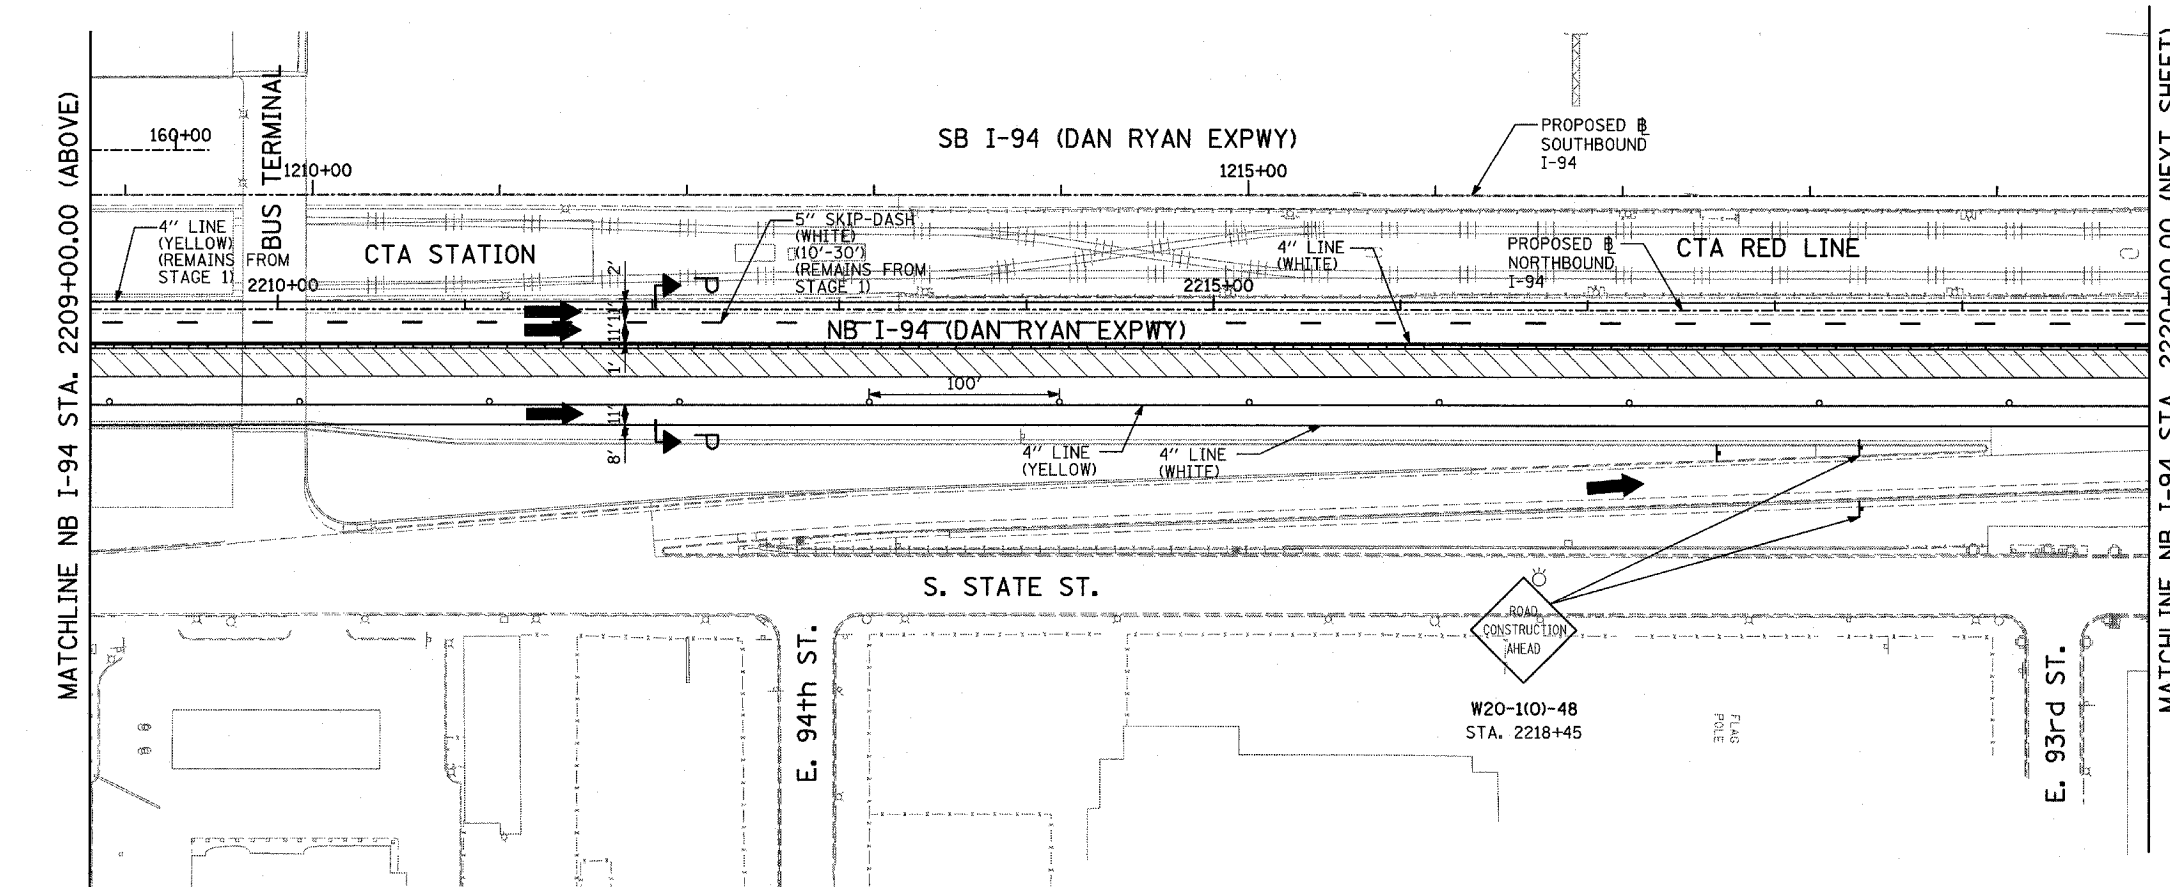 MATCHLINE NB I-94 STA. 2209+00.00 (ABOVE)
160+00
BUS TERMINAL
1210+00
SB I-94 (DAN RYAN EXPWY)
1215+00
PROPOSED ℄
SOUTHBOUND
I-94
4" LINE
(YELLOW)
(REMAINS FROM
STAGE 1)
CTA STATION
2210+00
5" SKIP-DASH
(WHITE)
(10'-30')
(REMAINS FROM
STAGE 1)
4" LINE
(WHITE)
2215+00
PROPOSED ℄
NORTHBOUND
I-94
CTA RED LINE
2'
P
11'
11'
NB I-94 (DAN RYAN EXPWY)
1'
100'
11'
P
8'
4" LINE
(YELLOW)
4" LINE
(WHITE)
S. STATE ST.
ROAD
CONSTRUCTION
AHEAD
W20-1(O)-48
STA. 2218+45
E. 94th ST.
FLAG
POLE
E. 93rd ST.
MATCHLINE NB I-94 STA. 2220+00.00 (NEXT SHEET)